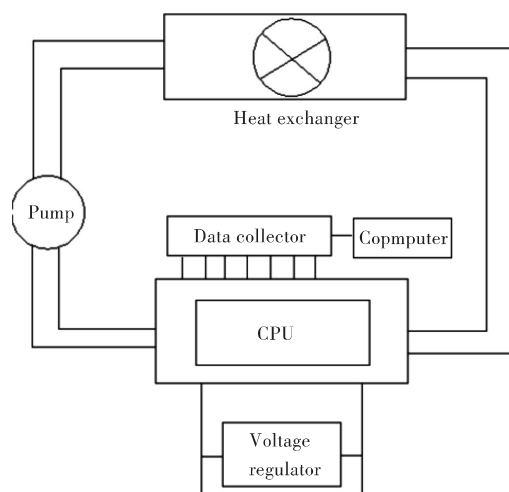 Heat exchanger
Pump
Data collector
Copmputer
CPU
Voltage
regulator